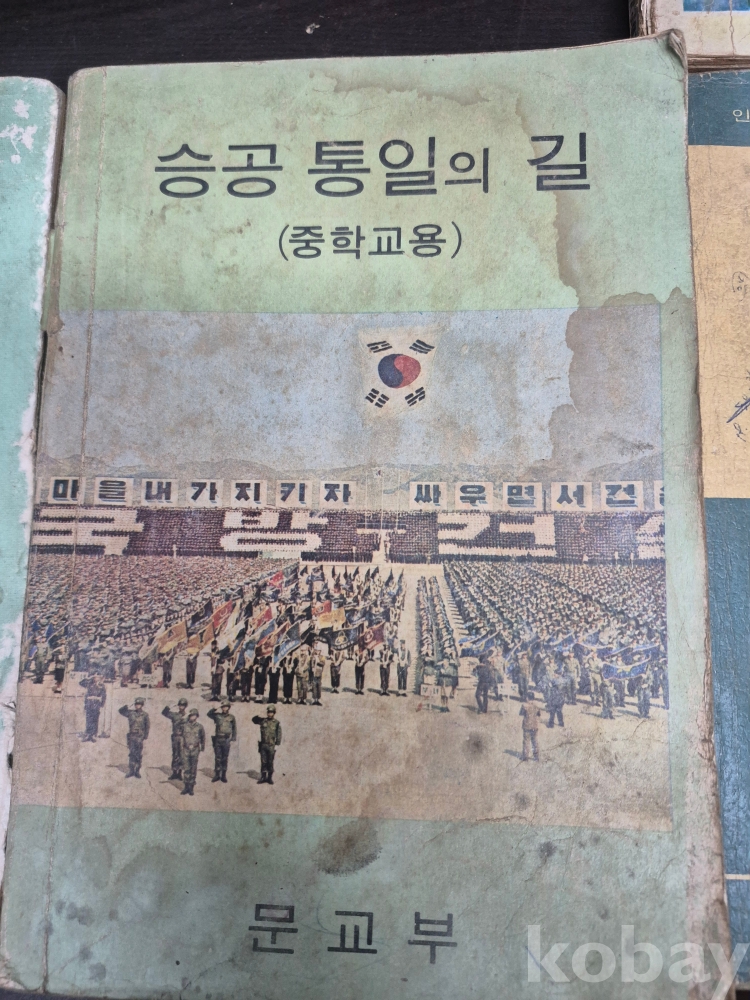 승공 통일의 길
(중학교용)
마을 내가 지키자 싸우면서 건
문교부
kobay
인